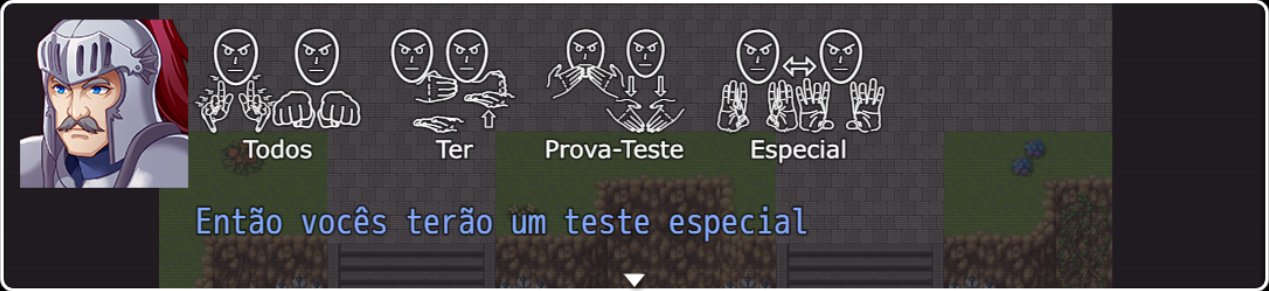 Todos Ter Prova-Teste Especial
Então vocês terão um teste especial